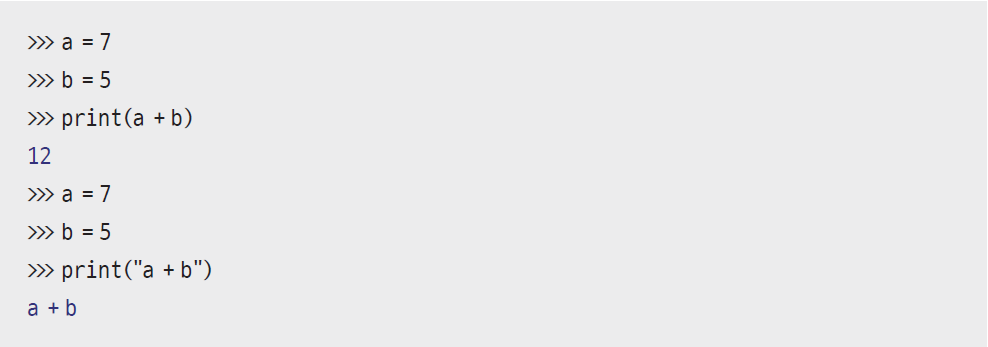 >>> a = 7
>>> b = 5
>>> print(a + b)
12
>>> a = 7
>>> b = 5
>>> print("a + b")
a + b